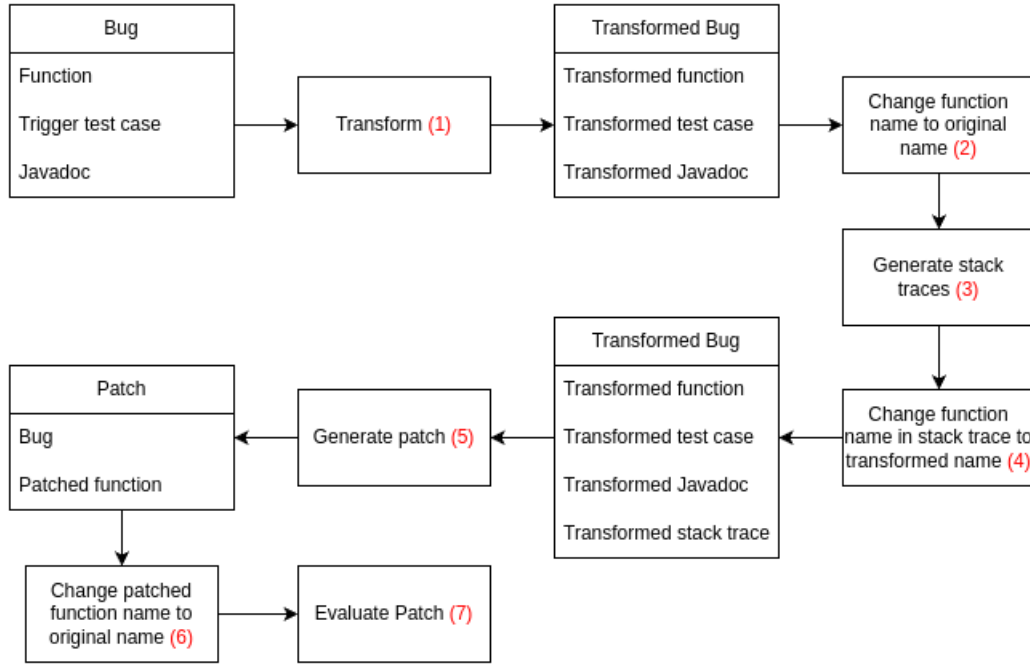 Bug
Function
Trigger test case
Javadoc
Transform (1)
Transformed Bug
Transformed function
Transformed test case
Transformed Javadoc
Change function
name to original
name (2)
Generate stack
traces (3)
Change function
name in stack trace to
transformed name (4)
Transformed Bug
Transformed function
Transformed test case
Transformed Javadoc
Transformed stack trace
Generate patch (5)
Patch
Bug
Patched function
Change patched
function name to
original name (6)
Evaluate Patch (7)